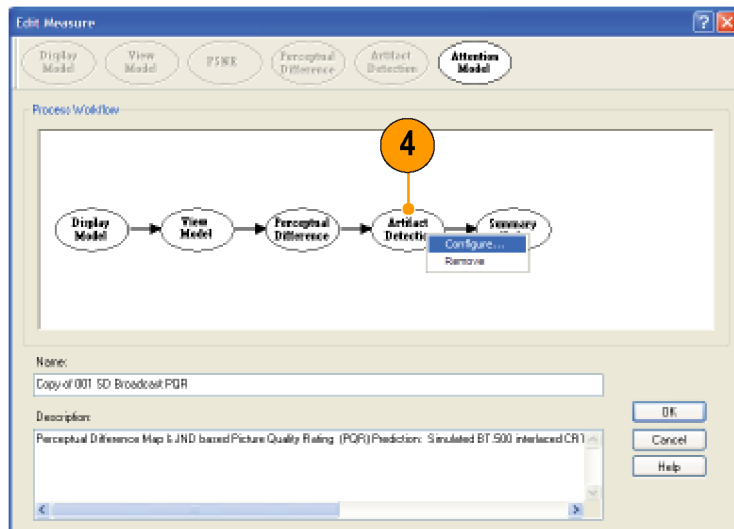 Edit Measure
Display Model
View Model
PSNR
Perceptual Difference
Artifact Detection
Attention Model
Process Workflow
4
Display Model
View Model
Perceptual Difference
Artifact Detection
Summary
Configure...
Remove
Name:
Copy of 001 SD Broadcast PQR
Description:
Perceptual Difference Map & JND based Picture Quality Rating (PQR) Prediction: Simulated BT.500 interlaced CRT
OK
Cancel
Help